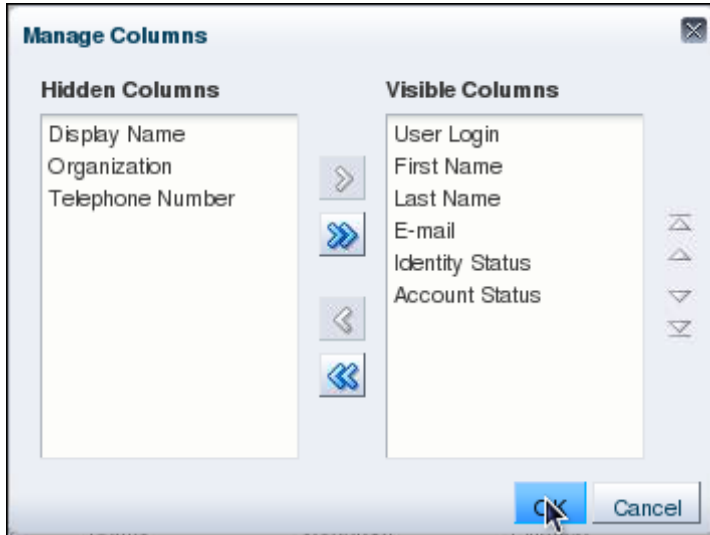 Manage Columns
Hidden Columns
Display Name
Organization
Telephone Number
Visible Columns
User Login
First Name
Last Name
E-mail
Identity Status
Account Status
OK
Cancel